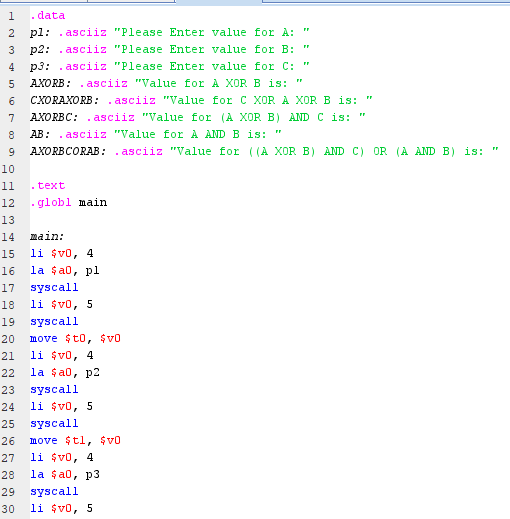 1 .data
2 p1: .asciiz "Please Enter value for A: "
3 p2: .asciiz "Please Enter value for B: "
4 p3: .asciiz "Please Enter value for C: "
5 AXORB: .asciiz "Value for A XOR B is: "
6 CXORAXORB: .asciiz "Value for C XOR A XOR B is: "
7 AXORBC: .asciiz "Value for (A XOR B) AND C is: "
8 AB: .asciiz "Value for A AND B is: "
9 AXORBCORAB: .asciiz "Value for ((A XOR B) AND C) OR (A AND B) is: "
10
11 .text
12 .globl main
13
14 main:
15 li $v0, 4
16 la $a0, p1
17 syscall
18 li $v0, 5
19 syscall
20 move $t0, $v0
21 li $v0, 4
22 la $a0, p2
23 syscall
24 li $v0, 5
25 syscall
26 move $t1, $v0
27 li $v0, 4
28 la $a0, p3
29 syscall
30 li $v0, 5